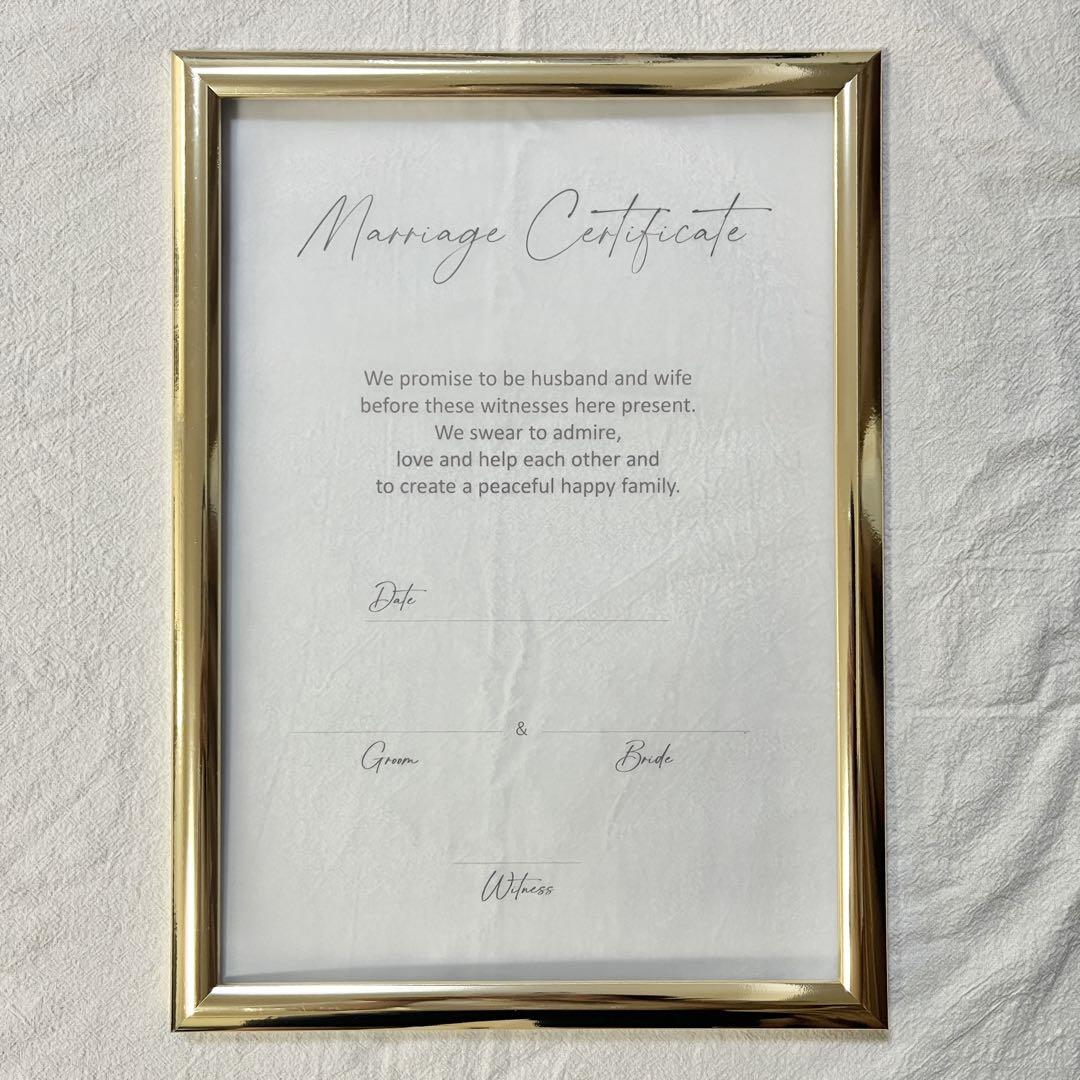 Marriage Certificate
We promise to be husband and wife
before these witnesses here present.
We swear to admire,
love and help each other and
to create a peaceful happy family.
Date
&
Groom Bride
Witness